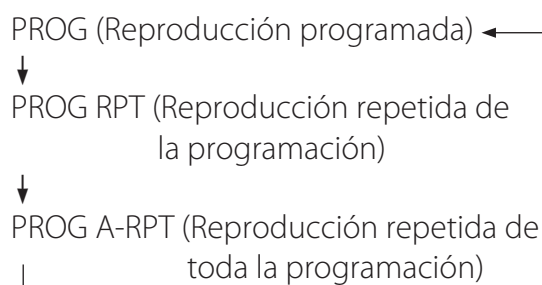 PROG (Reproducción programada)
PROG RPT (Reproducción repetida de
la programación)
PROG A-RPT (Reproducción repetida de
toda la programación)